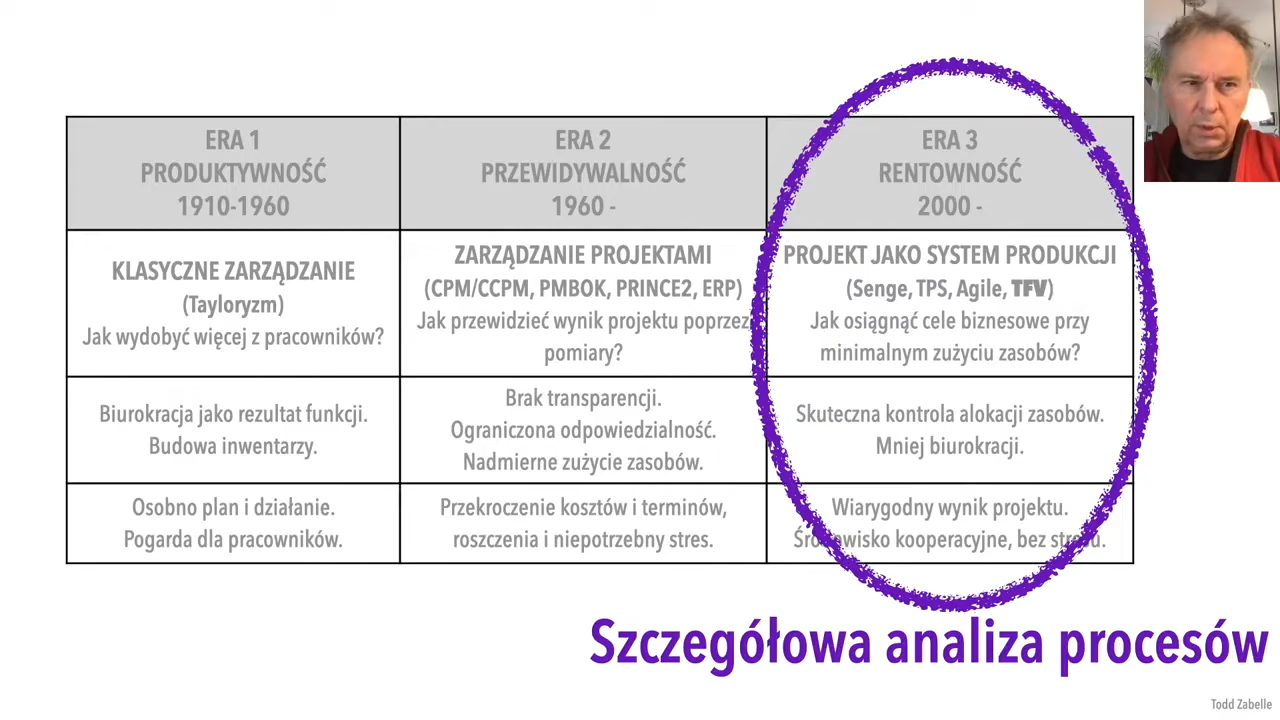 ERA 1
PRODUKTYWNOŚĆ
1910-1960
ERA 2
PRZEWIDYWALNOŚĆ
1960 -
ERA 3
RENTOWNOŚĆ
2000 -
KLASYCZNE ZARZĄDZANIE
(Tayloryzm)
Jak wydobyć więcej z pracowników?
ZARZĄDZANIE PROJEKTAMI
(CPM/CCPM, PMBOK, PRINCE2, ERP)
Jak przewidzieć wynik projektu poprzez
pomiary?
PROJEKT JAKO SYSTEM PRODUKCJI
(Senge, TPS, Agile, TFV)
Jak osiągnąć cele biznesowe przy
minimalnym zużyciu zasobów?
Biurokracja jako rezultat funkcji.
Budowa inwentarzy.
Brak transparencji.
Ograniczona odpowiedzialność.
Nadmierne zużycie zasobów.
Skuteczna kontrola alokacji zasobów.
Mniej biurokracji.
Osobno plan i działanie.
Pogarda dla pracowników.
Przekroczenie kosztów i terminów,
roszczenia i niepotrzebny stres.
Wiarygodny wynik projektu.
Środowisko kooperacyjne, bez stresu.
Szczegółowa analiza procesów
Todd Zabelle